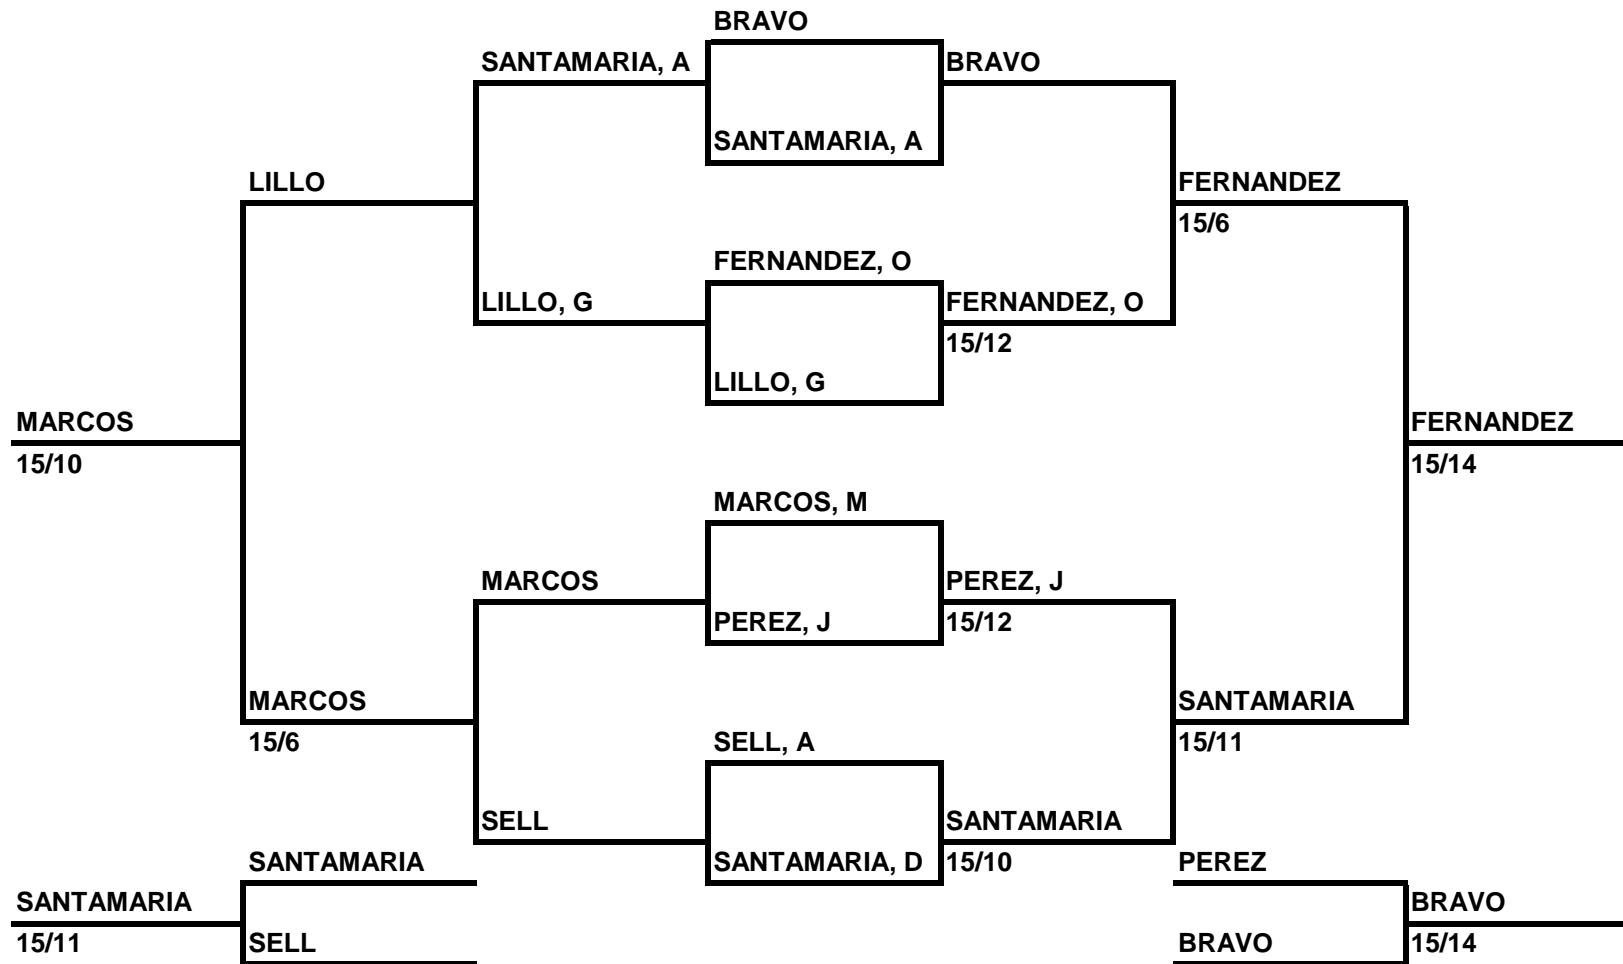 BRAVO
SANTAMARIA, A
BRAVO
SANTAMARIA, A
LILLO
FERNANDEZ
15/6
FERNANDEZ, O
LILLO, G
FERNANDEZ, O
15/12
LILLO, G
MARCOS
FERNANDEZ
15/10
15/14
MARCOS, M
MARCOS
PEREZ, J
PEREZ, J
15/12
MARCOS
SANTAMARIA
15/6
SELL, A
15/11
SELL
SANTAMARIA
SANTAMARIA
SANTAMARIA, D
15/10
PEREZ
SANTAMARIA
BRAVO
15/11
SELL
BRAVO
15/14